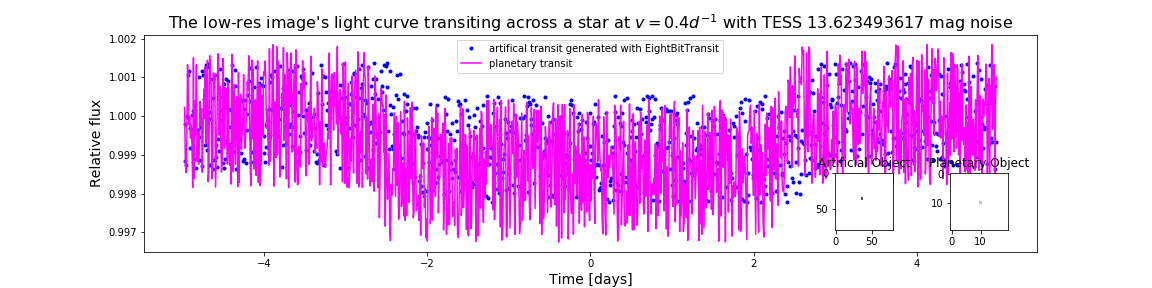 The low-res image's light curve transiting across a star at v = 0.4d⁻¹ with TESS 13.623493617 mag noise
1.002
artifical transit generated with EightBitTransit
planetary transit
1.001
1.000
Relative flux
0.999
Artificial Object
Planetary Object
0
0
0.998
10
50
0.997
0
50
0
10
−4
−2
0
2
4
Time [days]